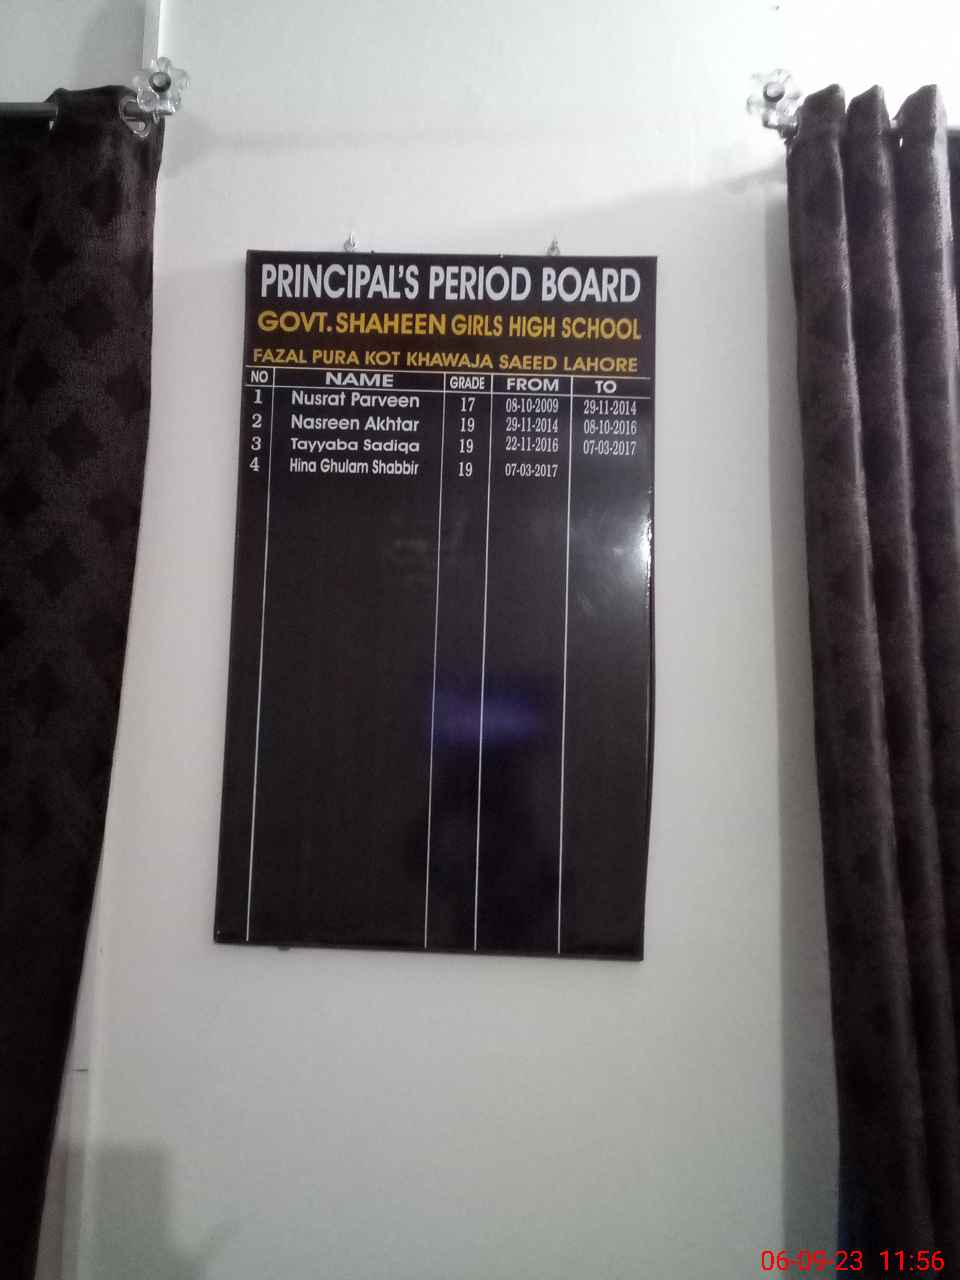 PRINCIPAL'S PERIOD BOARD
GOVT. SHAHEEN GIRLS HIGH SCHOOL
FAZAL PURA KOT KHAWAJA SAEED LAHORE
NO NAME GRADE FROM TO
1 Nusrat Parveen 17 08-10-2009 29-11-2014
2 Nasreen Akhtar 19 29-11-2014 08-10-2016
3 Tayyaba Sadiqa 19 22-11-2016 07-03-2017
4 Hina Ghulam Shabbir 19 07-03-2017
06-09-23 11:56